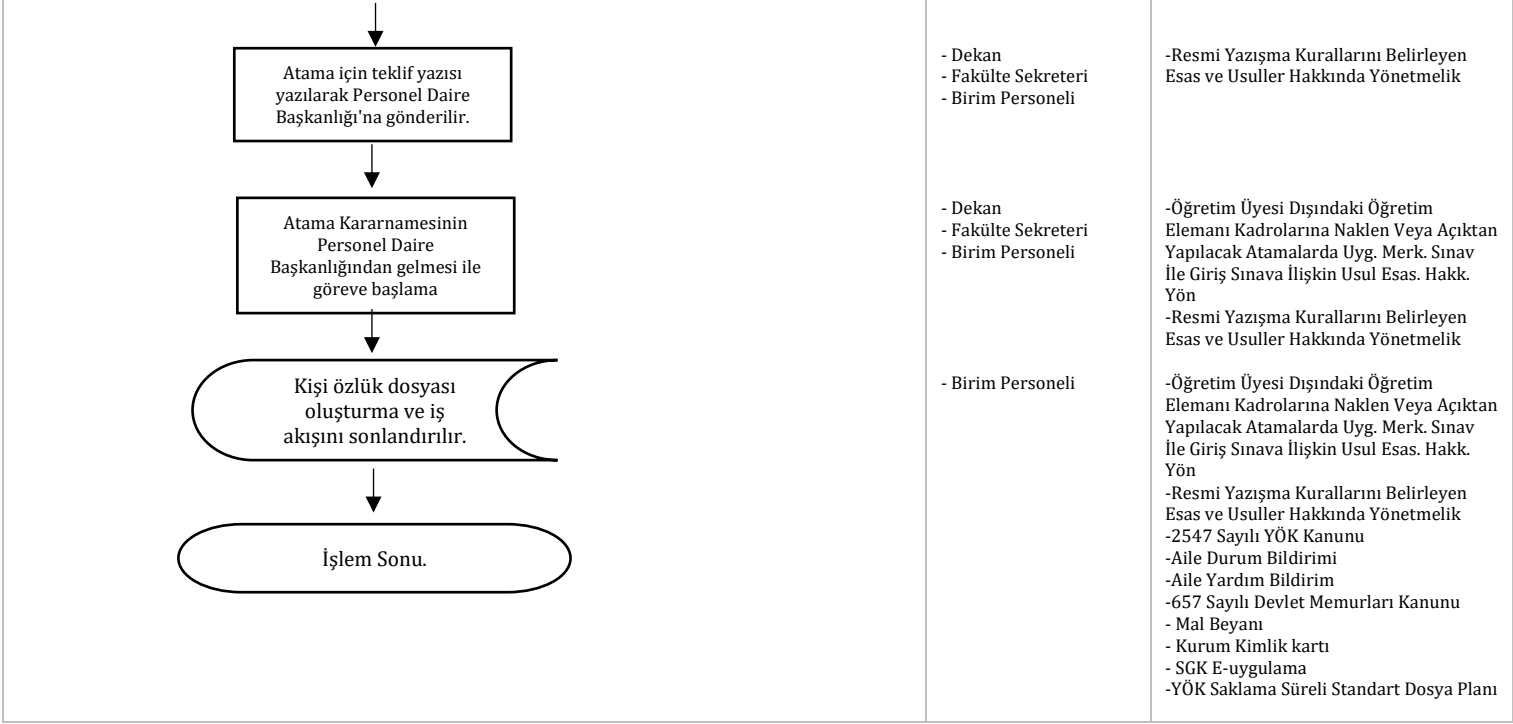 Atama için teklif yazısı
yazılarak Personel Daire
Başkanlığı'na gönderilir.
- Dekan
- Fakülte Sekreteri
- Birim Personeli
-Resmi Yazışma Kurallarını Belirleyen
Esas ve Usuller Hakkında Yönetmelik
Atama Kararnamesinin
Personel Daire
Başkanlığından gelmesi ile
göreve başlama
- Dekan
- Fakülte Sekreteri
- Birim Personeli
-Öğretim Üyesi Dışındaki Öğretim
Elemanı Kadrolarına Naklen Veya Açıktan
Yapılacak Atamalarda Uyg. Merk. Sınav
İle Giriş Sınava İlişkin Usul Esas. Hakk.
Yön
-Resmi Yazışma Kurallarını Belirleyen
Esas ve Usuller Hakkında Yönetmelik
Kişi özlük dosyası
oluşturma ve iş
akışını sonlandırılır.
- Birim Personeli
-Öğretim Üyesi Dışındaki Öğretim
Elemanı Kadrolarına Naklen Veya Açıktan
Yapılacak Atamalarda Uyg. Merk. Sınav
İle Giriş Sınava İlişkin Usul Esas. Hakk.
Yön
-Resmi Yazışma Kurallarını Belirleyen
Esas ve Usuller Hakkında Yönetmelik
-2547 Sayılı YÖK Kanunu
-Aile Durum Bildirimi
-Aile Yardım Bildirim
-657 Sayılı Devlet Memurları Kanunu
- Mal Beyanı
- Kurum Kimlik kartı
- SGK E-uygulama
-YÖK Saklama Süreli Standart Dosya Planı
İşlem Sonu.